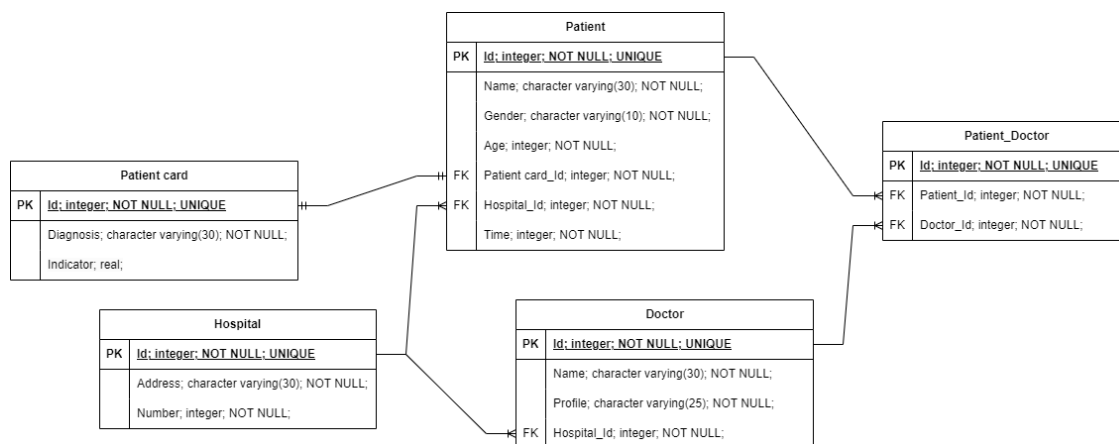 Patient
PK Id; integer; NOT NULL; UNIQUE
Name; character varying(30); NOT NULL;
Gender; character varying(10); NOT NULL;
Age; integer; NOT NULL;
FK Patient card_Id; integer; NOT NULL;
FK Hospital_Id; integer; NOT NULL;
Time; integer; NOT NULL;
Patient_Doctor
PK Id; integer; NOT NULL; UNIQUE
FK Patient_Id; integer; NOT NULL;
FK Doctor_Id; integer; NOT NULL;
Patient card
PK Id; integer; NOT NULL; UNIQUE
Diagnosis; character varying(30); NOT NULL;
Indicator; real;
Hospital
PK Id; integer; NOT NULL; UNIQUE
Address; character varying(30); NOT NULL;
Number; integer; NOT NULL;
Doctor
PK Id; integer; NOT NULL; UNIQUE
Name; character varying(30); NOT NULL;
Profile; character varying(25); NOT NULL;
FK Hospital_Id; integer; NOT NULL;